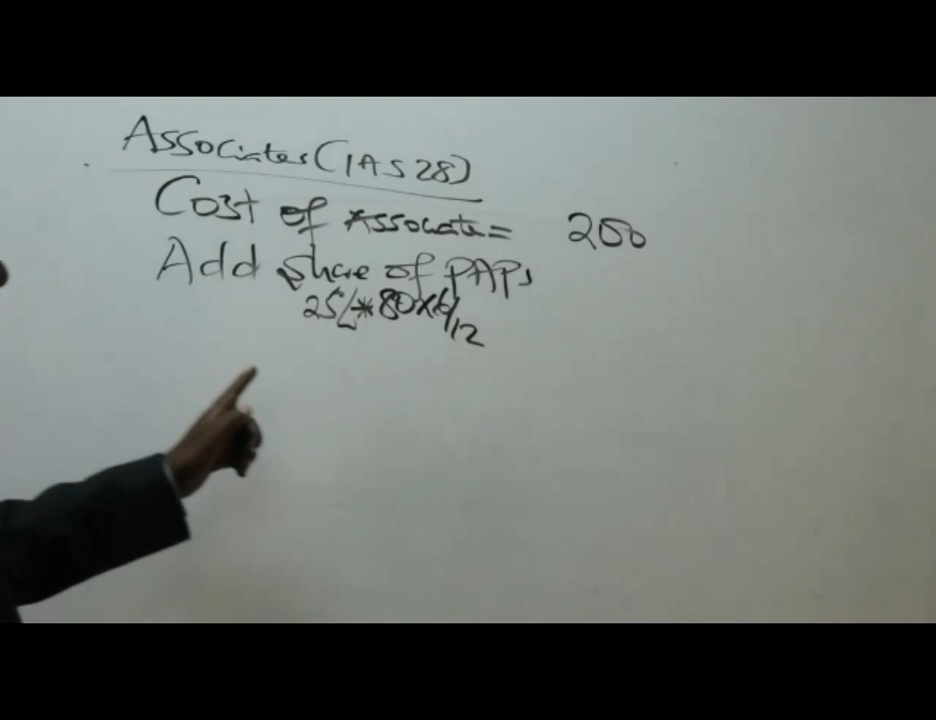 Associates (IAS 28)
Cost of Associate = 200
Add share of PAPs
25% * 80 x 6/12